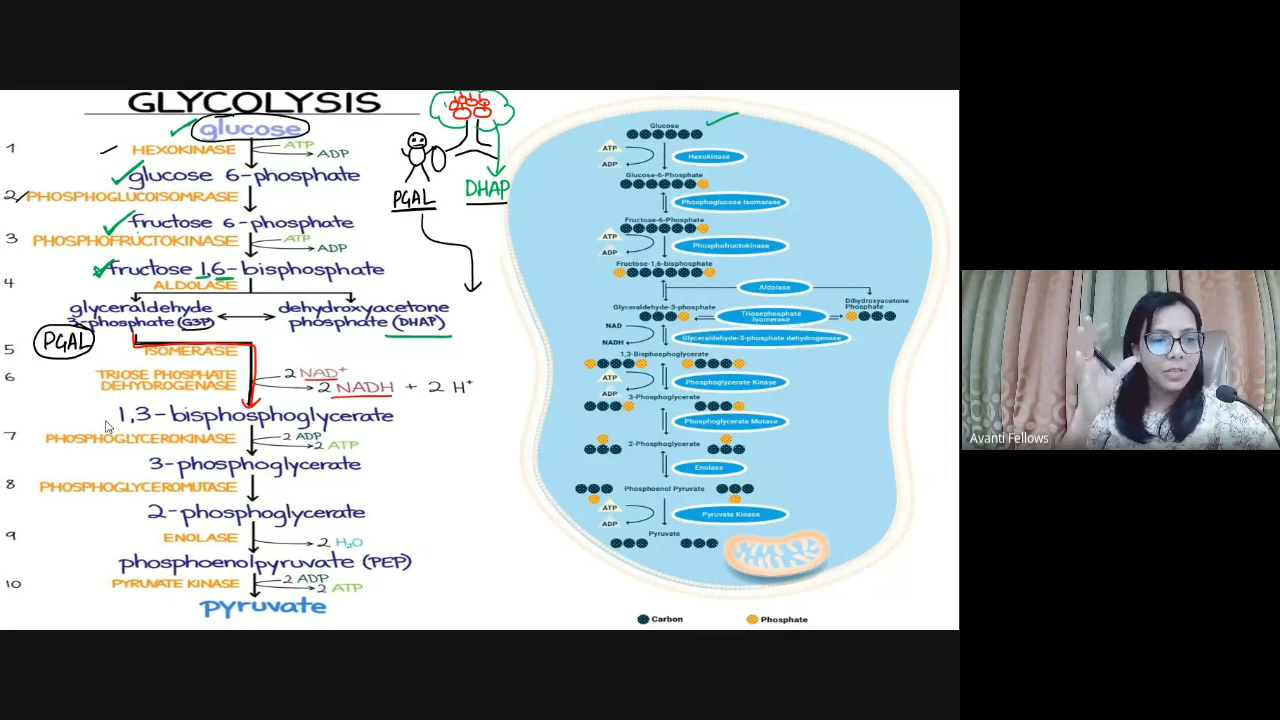 GLYCOLYSIS
glucose
1 HEXOKINASE ATP
ADP
glucose 6-phosphate
2 PHOSPHOGLUCOISOMRASE
fructose 6-phosphate
3 PHOSPHOFRUCTOKINASE ATP
ADP
fructose 1,6-bisphosphate
4 ALDOLASE
glyceraldehyde
3-phosphate (G3P)
dehydroxyacetone
phosphate (DHAP)
PGAL
5 ISOMERASE
6 TRIOSE PHOSPHATE
DEHYDROGENASE
2 NAD+
2 NADH + 2 H+
1,3-bisphosphoglycerate
7 PHOSPHOGLYCEROKINASE 2 ADP
2 ATP
3-phosphoglycerate
8 PHOSPHOGLYCEROMUTASE
2-phosphoglycerate
9 ENOLASE 2 H₂O
phosphoenolpyruvate (PEP)
10 PYRUVATE KINASE 2 ADP
2 ATP
pyruvate
PGAL
DHAP
Glucose
ATP
ADP
Hexokinase
Glucose-6-Phosphate
Phosphoglucose Isomarase
Fructose-6-Phosphate
ATP
ADP
Phosphofructokinase
Fructose-1,6-bisphosphate
Aldolase
Glyceraldehyde-3-phosphate
Triosephosphate
Isomerase
Dihydroxyacetone
Phosphate
NAD
NADH
Glyceraldehyde-3-phosphate dehydrogenase
1,3-Bisphosphoglycerate
ATP
ADP
Phosphoglycerate Kinase
3-Phosphoglycerate
Phosphoglycerate Mutase
2-Phosphoglycerate
Enolase
Phosphoenol Pyruvate
ATP
ADP
Pyruvate Kinase
Pyruvate
Carbon
Phosphate
Avanti Fellows